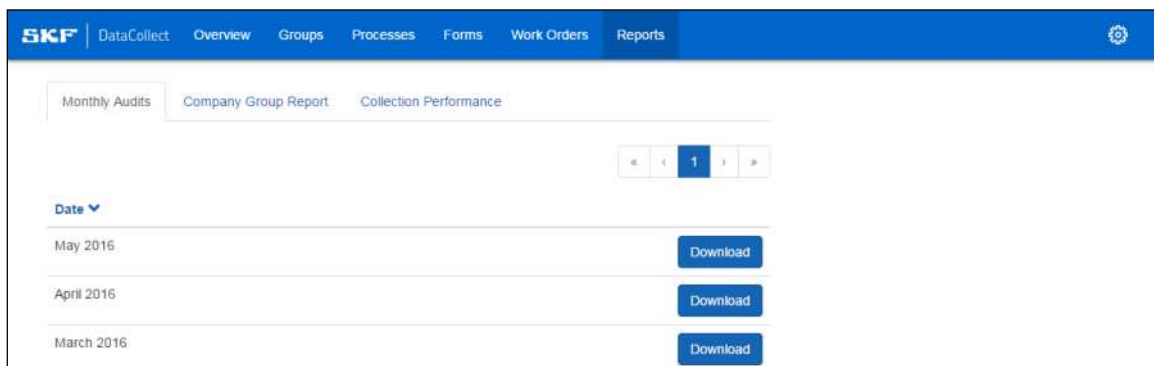 SKF DataCollect Overview Groups Processes Forms Work Orders Reports
Monthly Audits Company Group Report Collection Performance
« ‹ 1 › »
Date
May 2016 Download
April 2016 Download
March 2016 Download